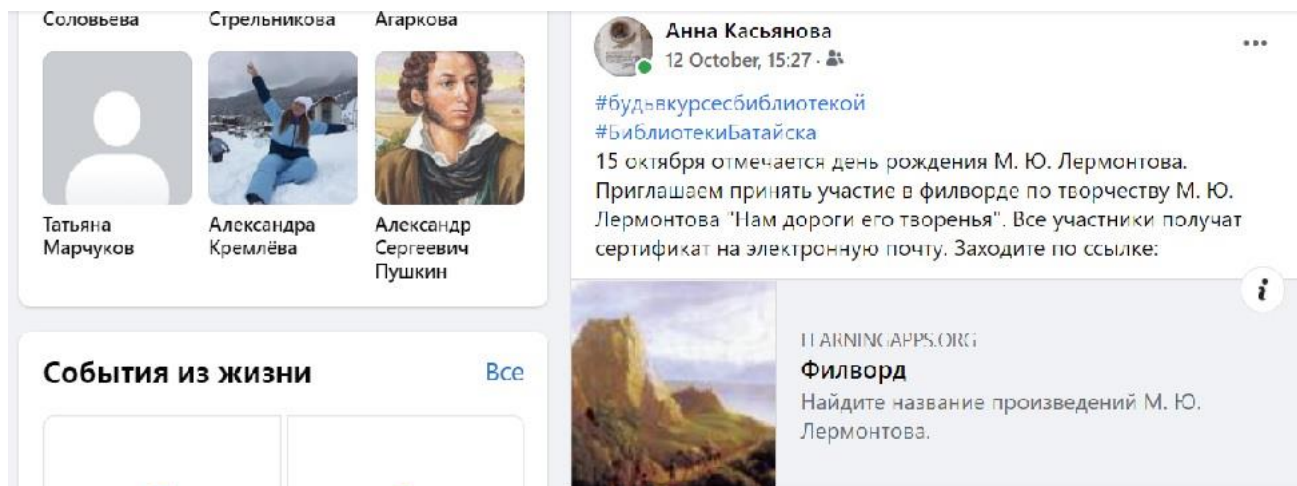 Соловьева
Стрельникова
Агаркова
Татьяна
Марчуков
Александра
Кремлёва
Александр
Сергеевич
Пушкин
События из жизни
Все
Анна Касьянова
12 October, 15:27 ·
#будьвкурсесбиблиотекой
#БиблиотекиБатайска
15 октября отмечается день рождения М. Ю. Лермонтова.
Приглашаем принять участие в филворде по творчеству М. Ю.
Лермонтова "Нам дороги его творенья". Все участники получат
сертификат на электронную почту. Заходите по ссылке:
LEARNINGAPPS.ORG
Филворд
Найдите название произведений М. Ю.
Лермонтова.